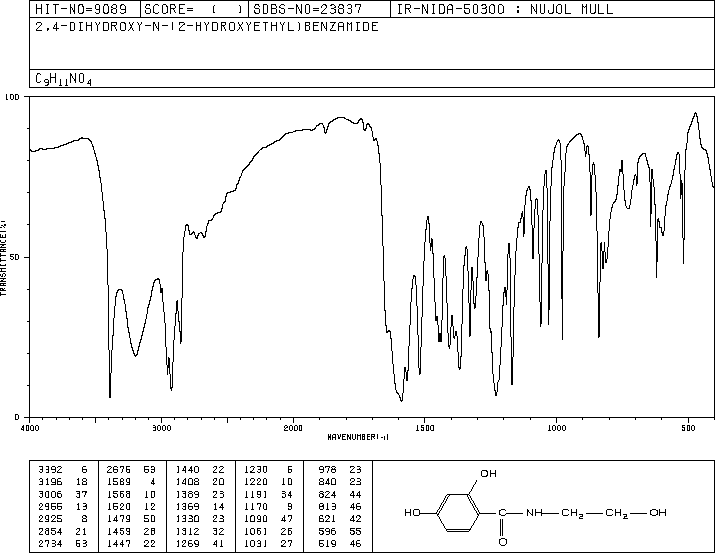 HIT-NO=9089 SCORE= ( ) SDBS-NO=23837 IR-NIDA-50300 : NUJOL MULL
2,4-DIHYDROXY-N-(2-HYDROXYETHYL)BENZAMIDE
C9H11NO4
100
TRANSMITTANCE(%)
50
0
4000 3000 2000 1500 1000 500
WAVENUMBER(-1)
3392 6 2676 53 1440 22 1230 6 978 23
3196 18 1589 4 1408 20 1220 10 840 23
3006 37 1568 10 1389 23 1191 34 824 44
2955 13 1520 12 1369 14 1170 9 813 46
2925 8 1479 50 1330 23 1090 47 621 42
2854 21 1459 28 1312 32 1061 26 596 55
2734 53 1447 22 1269 41 1031 27 519 46
OH
HO C NH C2 C2 OH
O